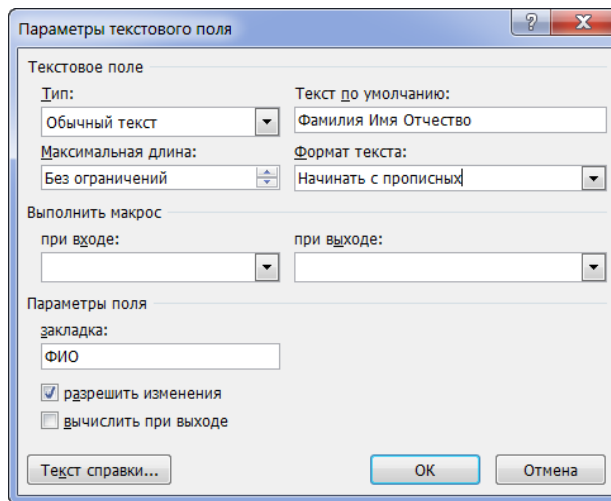 Параметры текстового поля
Текстовое поле
Тип: Текст по умолчанию:
Обычный текст Фамилия Имя Отчество
Максимальная длина: Формат текста:
Без ограничений Начинать с прописных
Выполнить макрос
при входе: при выходе:
Параметры поля
закладка:
ФИО
разрешить изменения
вычислить при выходе
Текст справки... ОК Отмена